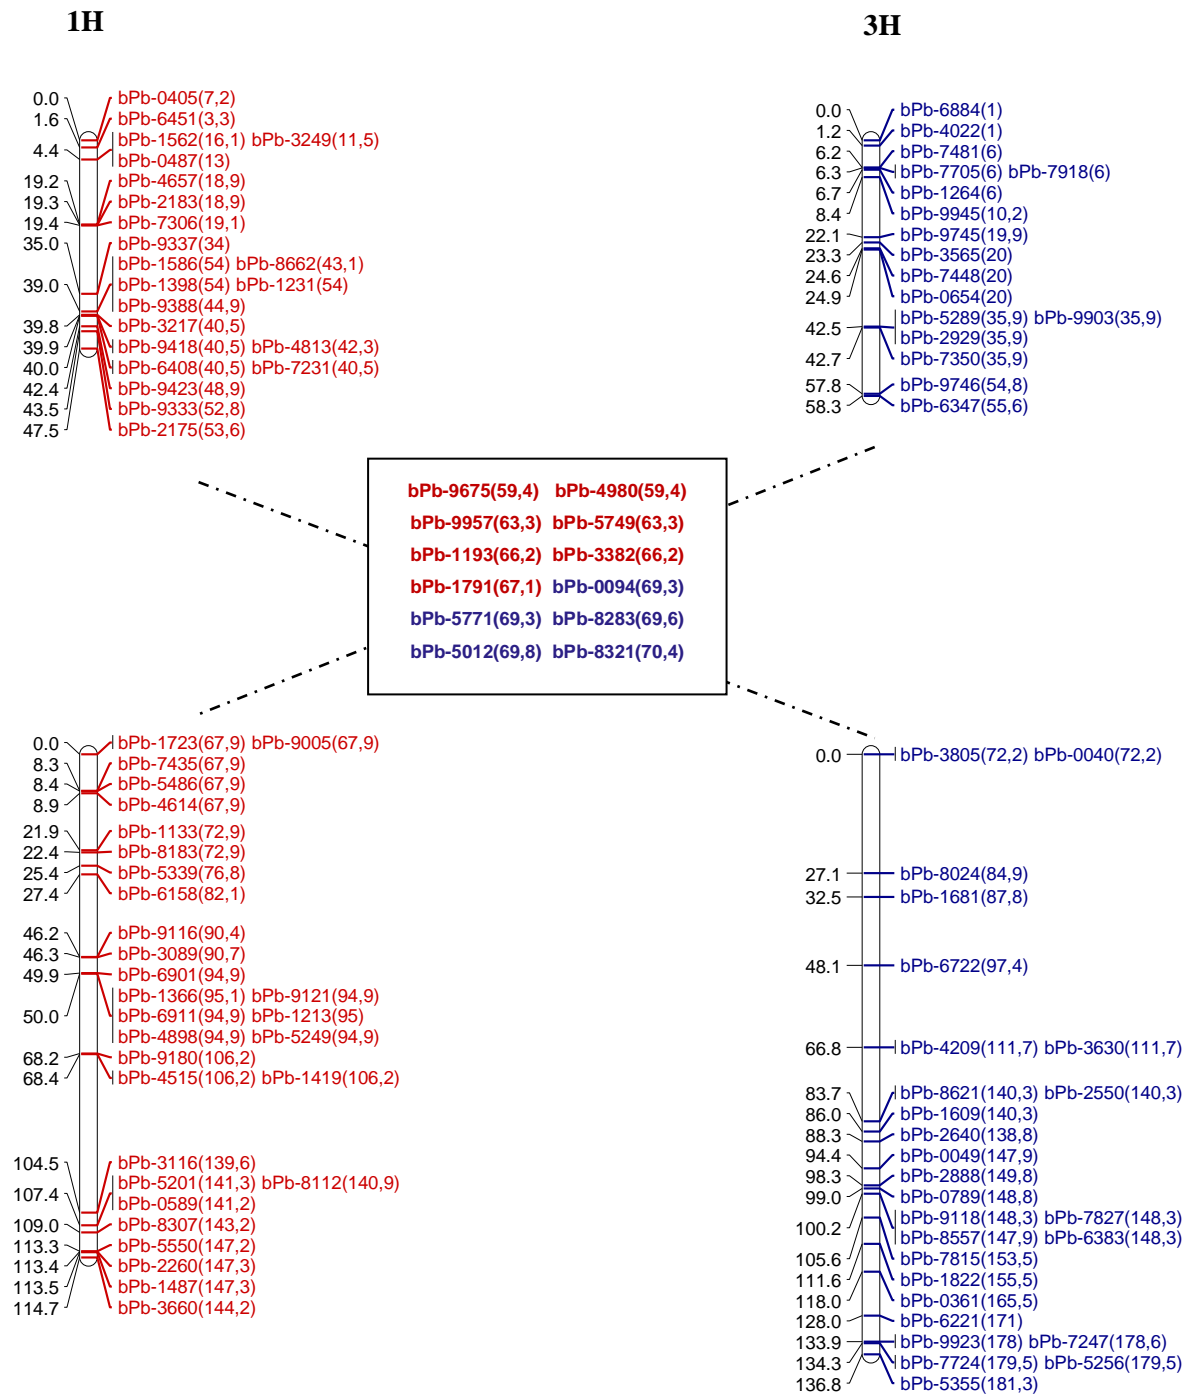 1H
0.0 bPb-0405(7,2)
1.6 bPb-6451(3,3)
bPb-1562(16,1) bPb-3249(11,5)
4.4
bPb-0487(13)
19.2 bPb-4657(18,9)
19.3 bPb-2183(18,9)
19.4 bPb-7306(19,1)
35.0 bPb-9337(34)
bPb-1586(54) bPb-8662(43,1)
39.0 bPb-1398(54) bPb-1231(54)
bPb-9388(44,9)
39.8 bPb-3217(40,5)
39.9 bPb-9418(40,5) bPb-4813(42,3)
40.0 bPb-6408(40,5) bPb-7231(40,5)
42.4 bPb-9423(48,9)
43.5 bPb-9333(52,8)
47.5 bPb-2175(53,6)
3H
0.0 bPb-6884(1)
1.2 bPb-4022(1)
6.2 bPb-7481(6)
6.3 bPb-7705(6) bPb-7918(6)
6.7 bPb-1264(6)
8.4 bPb-9945(10,2)
22.1 bPb-9745(19,9)
23.3 bPb-3565(20)
24.6 bPb-7448(20)
24.9 bPb-0654(20)
bPb-5289(35,9) bPb-9903(35,9)
42.5
bPb-2929(35,9)
42.7 bPb-7350(35,9)
57.8 bPb-9746(54,8)
58.3 bPb-6347(55,6)
bPb-9675(59,4) bPb-4980(59,4)
bPb-9957(63,3) bPb-5749(63,3)
bPb-1193(66,2) bPb-3382(66,2)
bPb-1791(67,1) bPb-0094(69,3)
bPb-5771(69,3) bPb-8283(69,6)
bPb-5012(69,8) bPb-8321(70,4)
0.0 bPb-1723(67,9) bPb-9005(67,9)
8.3 bPb-7435(67,9)
8.4 bPb-5486(67,9)
8.9 bPb-4614(67,9)
21.9 bPb-1133(72,9)
22.4 bPb-8183(72,9)
25.4 bPb-5339(76,8)
27.4 bPb-6158(82,1)
46.2 bPb-9116(90,4)
46.3 bPb-3089(90,7)
49.9 bPb-6901(94,9)
bPb-1366(95,1) bPb-9121(94,9)
50.0 bPb-6911(94,9) bPb-1213(95)
bPb-4898(94,9) bPb-5249(94,9)
68.2 bPb-9180(106,2)
68.4 bPb-4515(106,2) bPb-1419(106,2)
104.5 bPb-3116(139,6)
bPb-5201(141,3) bPb-8112(140,9)
107.4
bPb-0589(141,2)
109.0 bPb-8307(143,2)
113.3 bPb-5550(147,2)
113.4 bPb-2260(147,3)
113.5 bPb-1487(147,3)
114.7 bPb-3660(144,2)
0.0 bPb-3805(72,2) bPb-0040(72,2)
27.1 bPb-8024(84,9)
32.5 bPb-1681(87,8)
48.1 bPb-6722(97,4)
66.8 bPb-4209(111,7) bPb-3630(111,7)
83.7 bPb-8621(140,3) bPb-2550(140,3)
86.0 bPb-1609(140,3)
88.3 bPb-2640(138,8)
94.4 bPb-0049(147,9)
98.3 bPb-2888(149,8)
99.0 bPb-0789(148,8)
bPb-9118(148,3) bPb-7827(148,3)
100.2
bPb-8557(147,9) bPb-6383(148,3)
105.6 bPb-7815(153,5)
111.6 bPb-1822(155,5)
118.0 bPb-0361(165,5)
128.0 bPb-6221(171)
133.9 bPb-9923(178) bPb-7247(178,6)
134.3 bPb-7724(179,5) bPb-5256(179,5)
136.8 bPb-5355(181,3)